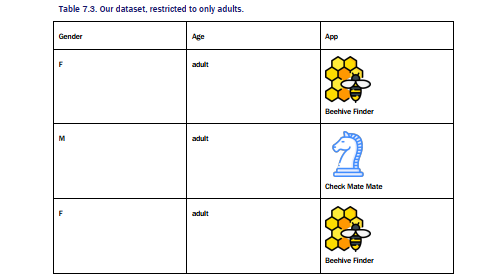 Table 7.3. Our dataset, restricted to only adults.
Gender Age App
F adult
Beehive Finder
M adult
Check Mate Mate
F adult
Beehive Finder